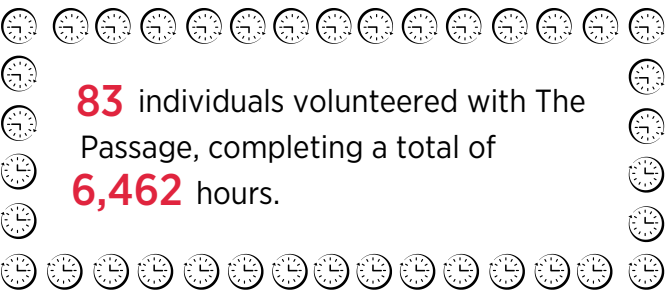 83 individuals volunteered with The
Passage, completing a total of
6,462 hours.